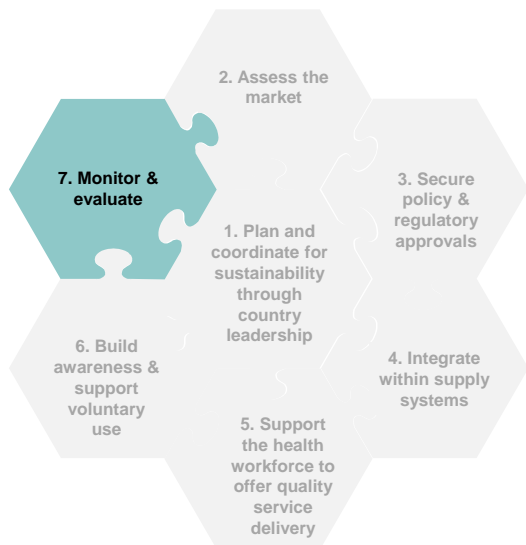 2. Assess the
market
7. Monitor &
evaluate
3. Secure
policy &
regulatory
approvals
1. Plan and
coordinate for
sustainability
through
country
leadership
6. Build
awareness &
support
voluntary
use
4. Integrate
within supply
systems
5. Support
the health
workforce to
offer quality
service
delivery